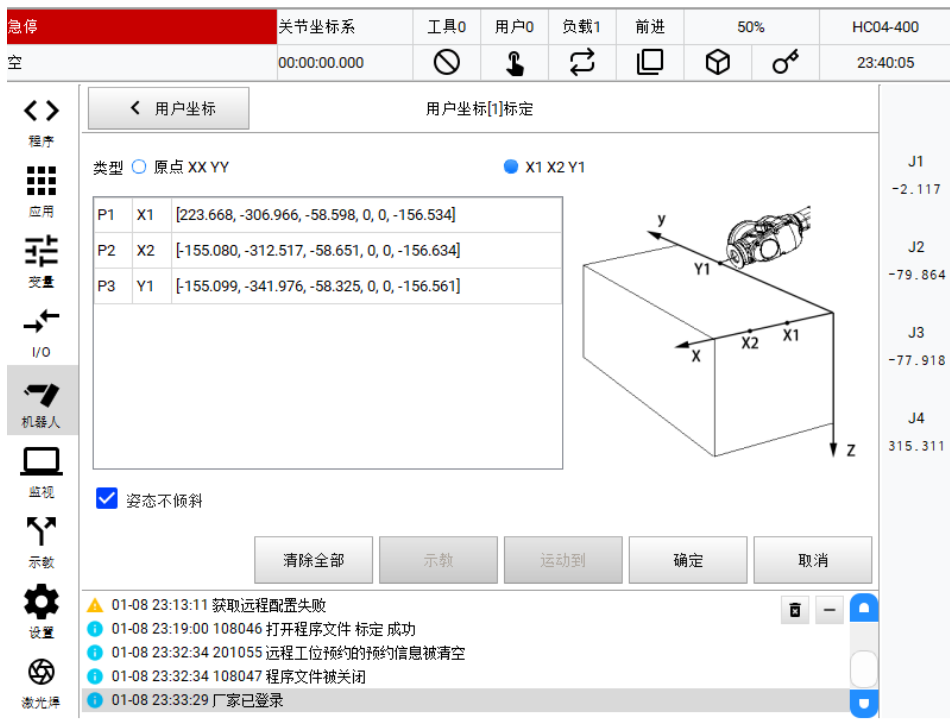 急停 关节坐标系 工具0 用户0 负载1 前进 50% HC04-400
空 00:00:00.000 23:40:05
程序
应用
变量
I/O
机器人
监视
示教
设置
激光焊
用户坐标 用户坐标[1]标定
类型 原点 XX YY X1 X2 Y1
P1 X1 [223.668, -306.966, -58.598, 0, 0, -156.534]
P2 X2 [-155.080, -312.517, -58.651, 0, 0, -156.634]
P3 Y1 [-155.099, -341.976, -58.325, 0, 0, -156.561]
y
Y1
X1
X2
X
Z
姿态不倾斜
清除全部 示教 运动到 确定 取消
01-08 23:13:11 获取远程配置失败
01-08 23:19:00 108046 打开程序文件 标定 成功
01-08 23:32:34 201055 远程工位预约的预约信息被清空
01-08 23:32:34 108047 程序文件被关闭
01-08 23:33:29 厂家已登录
J1
-2.117
J2
-79.864
J3
-77.918
J4
315.311